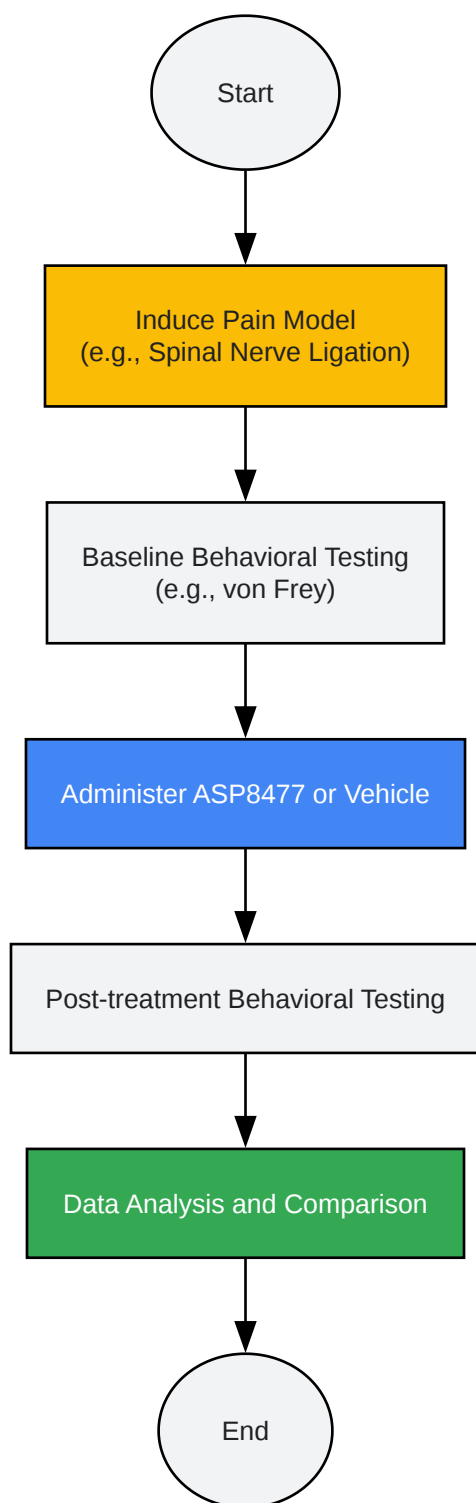 Start
Induce Pain Model
(e.g., Spinal Nerve Ligation)
Baseline Behavioral Testing
(e.g., von Frey)
Administer ASP8477 or Vehicle
Post-treatment Behavioral Testing
Data Analysis and Comparison
End